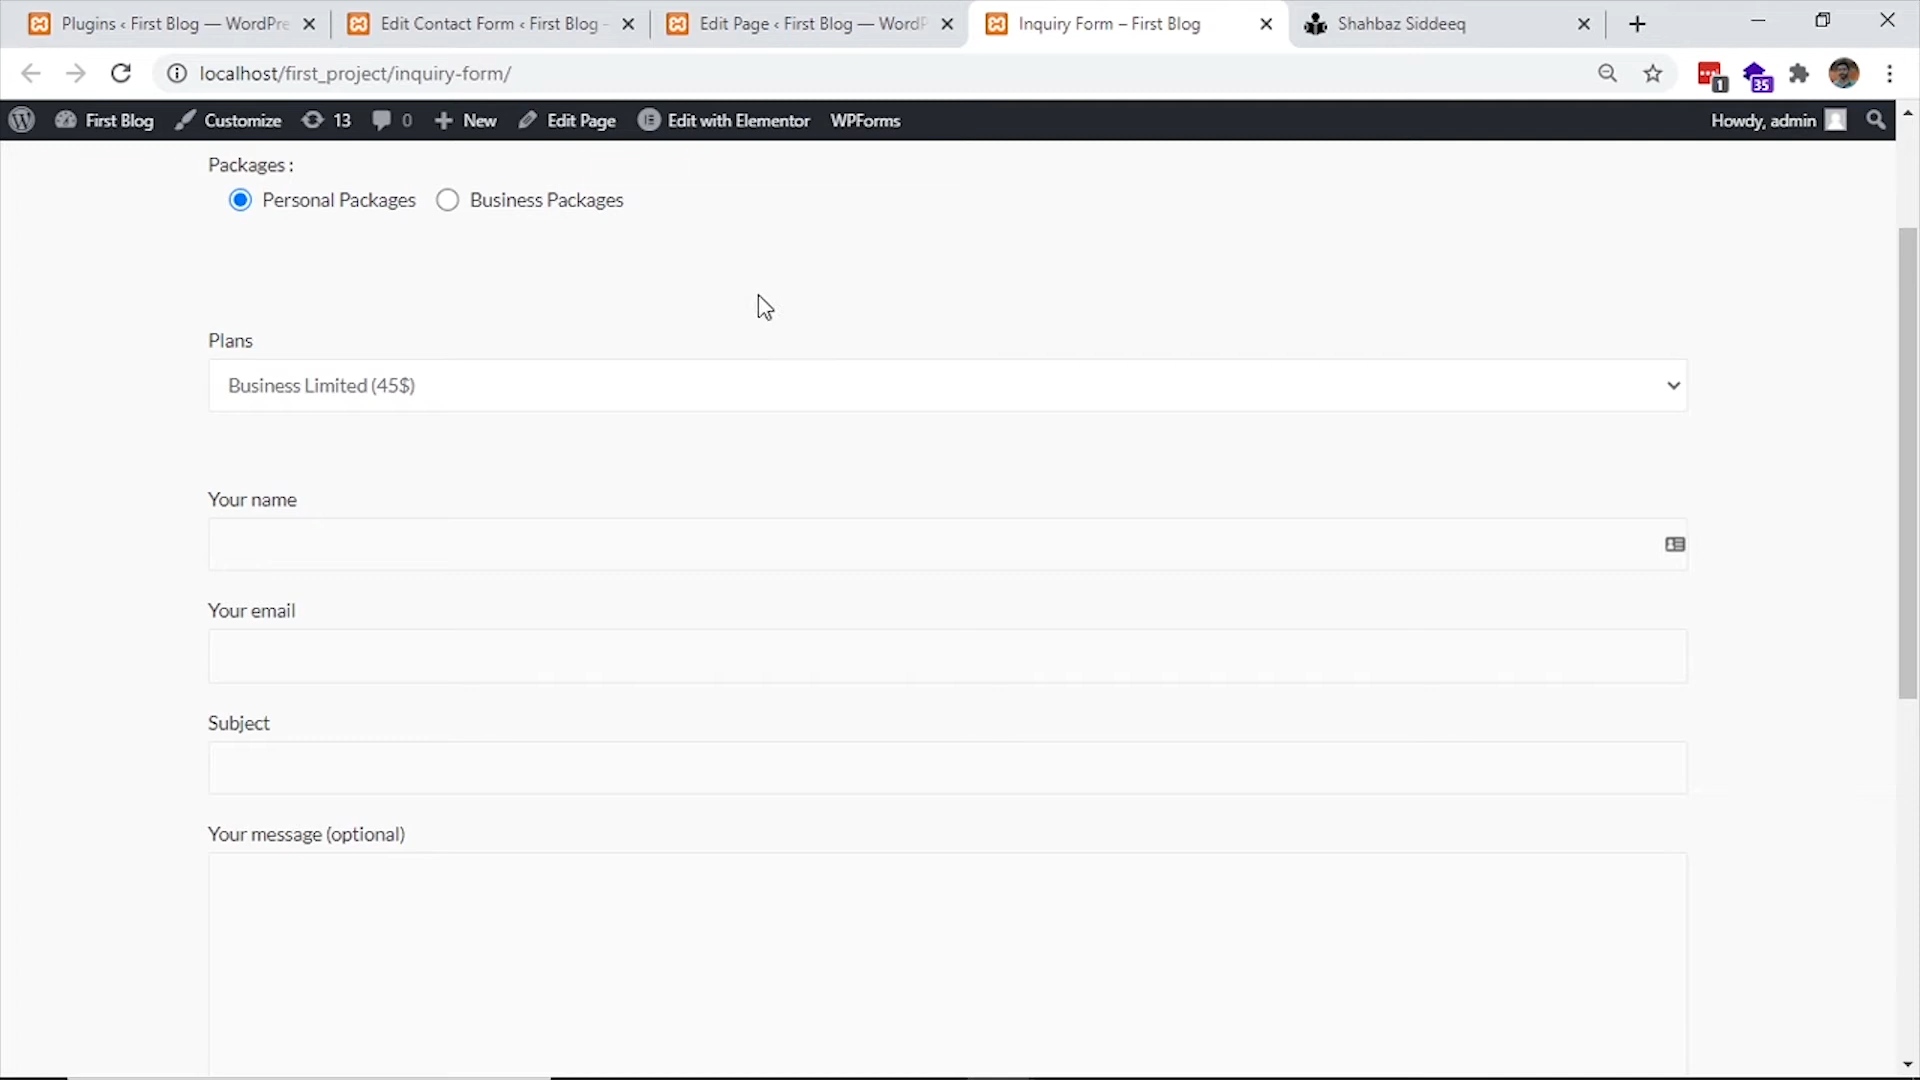 Plugins ‹ First Blog — WordPre
Edit Contact Form ‹ First Blog -
Edit Page ‹ First Blog — WordP
Inquiry Form – First Blog
Shahbaz Siddeeq
localhost/first_project/inquiry-form/
1
35
First Blog
Customize
13
0
New
Edit Page
Edit with Elementor
WPForms
Howdy, admin
Packages :
Personal Packages
Business Packages
Plans
Business Limited (45$)
Your name
Your email
Subject
Your message (optional)